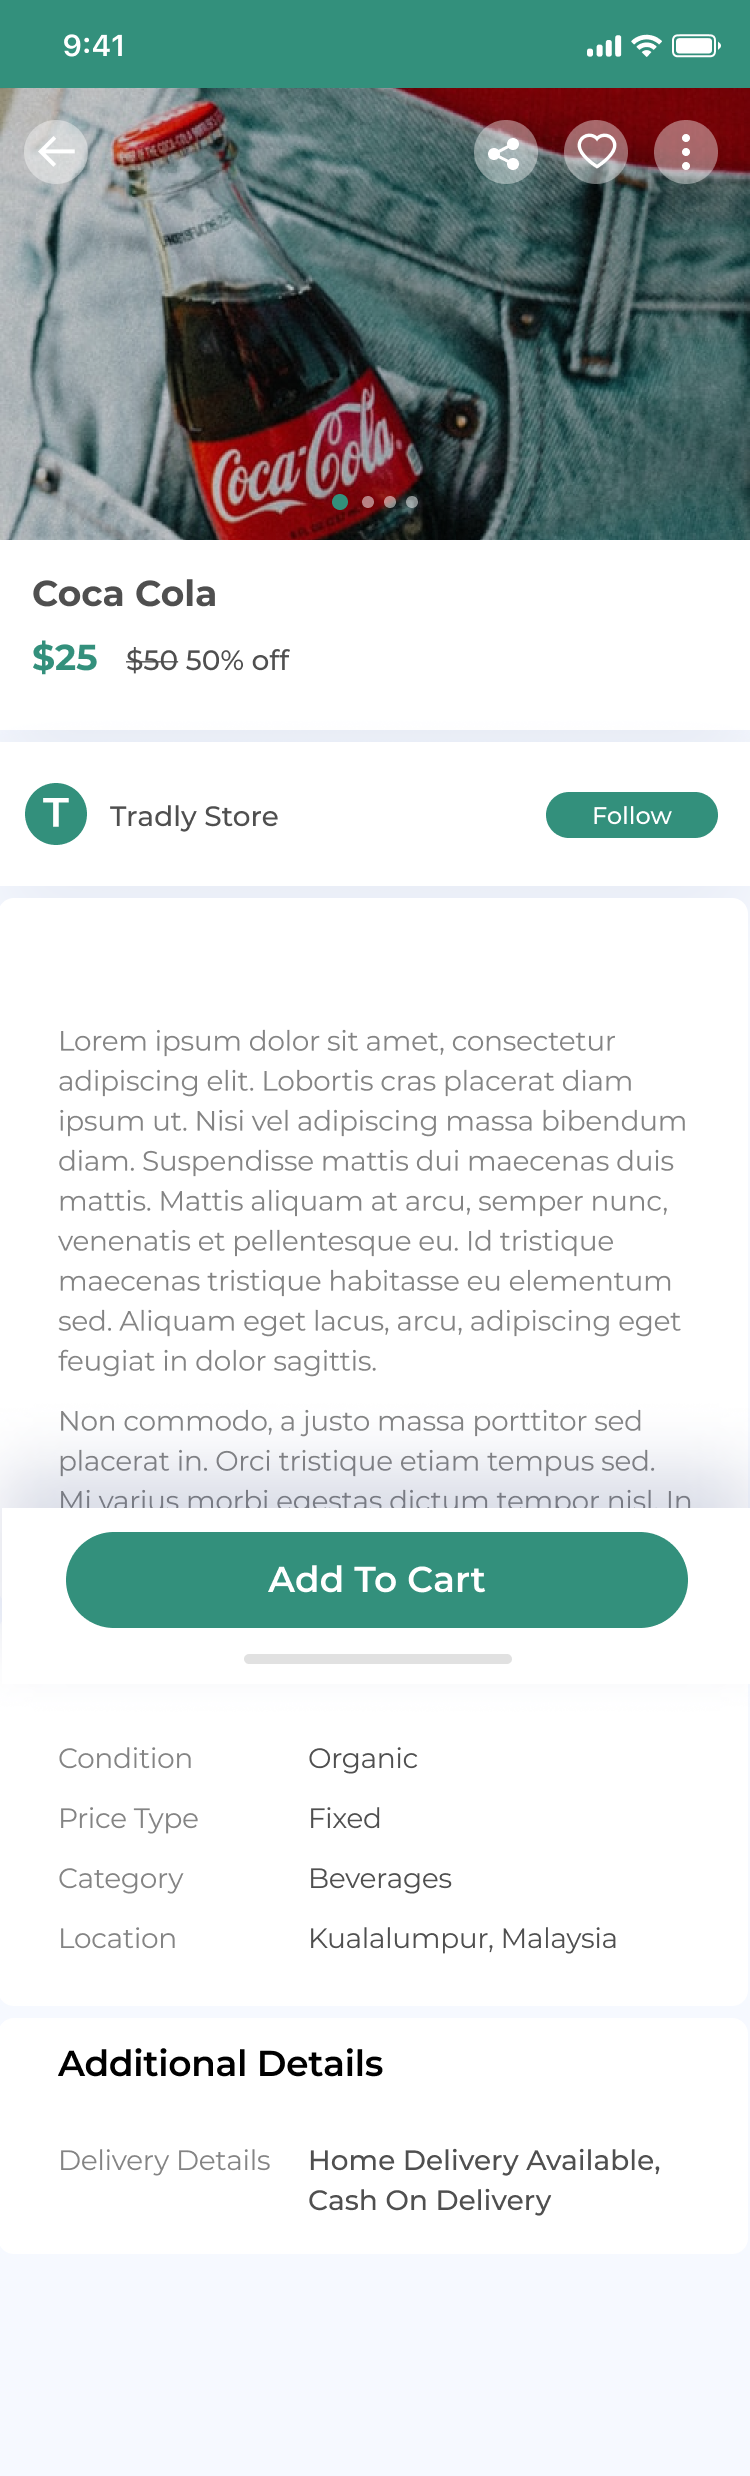 9:41
Coca-Cola
Coca Cola
$25 $50 50% off
T Tradly Store Follow
Lorem ipsum dolor sit amet, consectetur
adipiscing elit. Lobortis cras placerat diam
ipsum ut. Nisi vel adipiscing massa bibendum
diam. Suspendisse mattis dui maecenas duis
mattis. Mattis aliquam at arcu, semper nunc,
venenatis et pellentesque eu. Id tristique
maecenas tristique habitasse eu elementum
sed. Aliquam eget lacus, arcu, adipiscing eget
feugiat in dolor sagittis.
Non commodo, a justo massa porttitor sed
placerat in. Orci tristique etiam tempus sed.
Mi varius morbi egestas dictum tempor nisl. In
Add To Cart
Condition Organic
Price Type Fixed
Category Beverages
Location Kualalumpur, Malaysia
Additional Details
Delivery Details Home Delivery Available,
Cash On Delivery